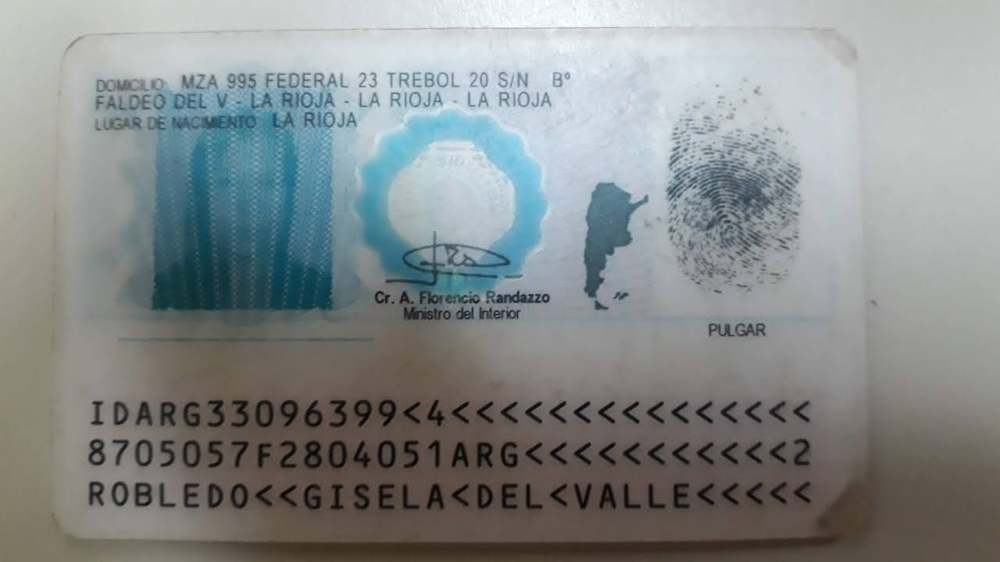 DOMICILIO: MZA 995 FEDERAL 23 TREBOL 20 S/N Bº
FALDEO DEL V - LA RIOJA - LA RIOJA - LA RIOJA
LUGAR DE NACIMIENTO: LA RIOJA
Cr. A. Florencio Randazzo
Ministro del Interior
PULGAR
IDARG33096399<4<<<<<<<<<<<<<<<
8705057F2804051ARG<<<<<<<<<<<2
ROBLEDO<<GISELA<DEL<VALLE<<<<<